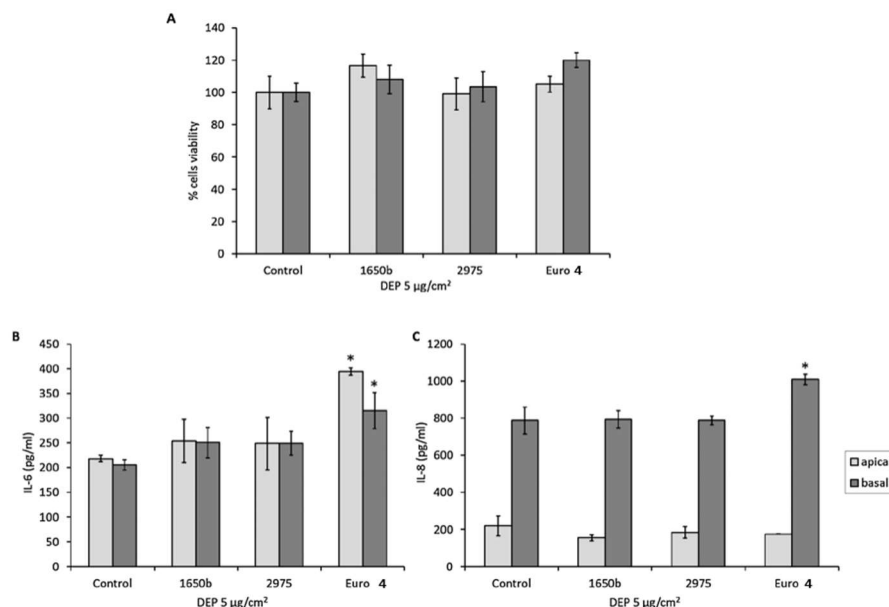 A
% cells viability
140
120
100
80
60
40
20
0
Control 1650b 2975 Euro 4
DEP 5 µg/cm²
B
IL-6 (pg/ml)
450
400
350
300
250
200
150
100
50
0
* *
Control 1650b 2975 Euro 4
DEP 5 µg/cm²
C
IL-8 (pg/ml)
1200
1000
800
600
400
200
0
*
Control 1650b 2975 Euro 4
DEP 5 µg/cm²
apica
basal